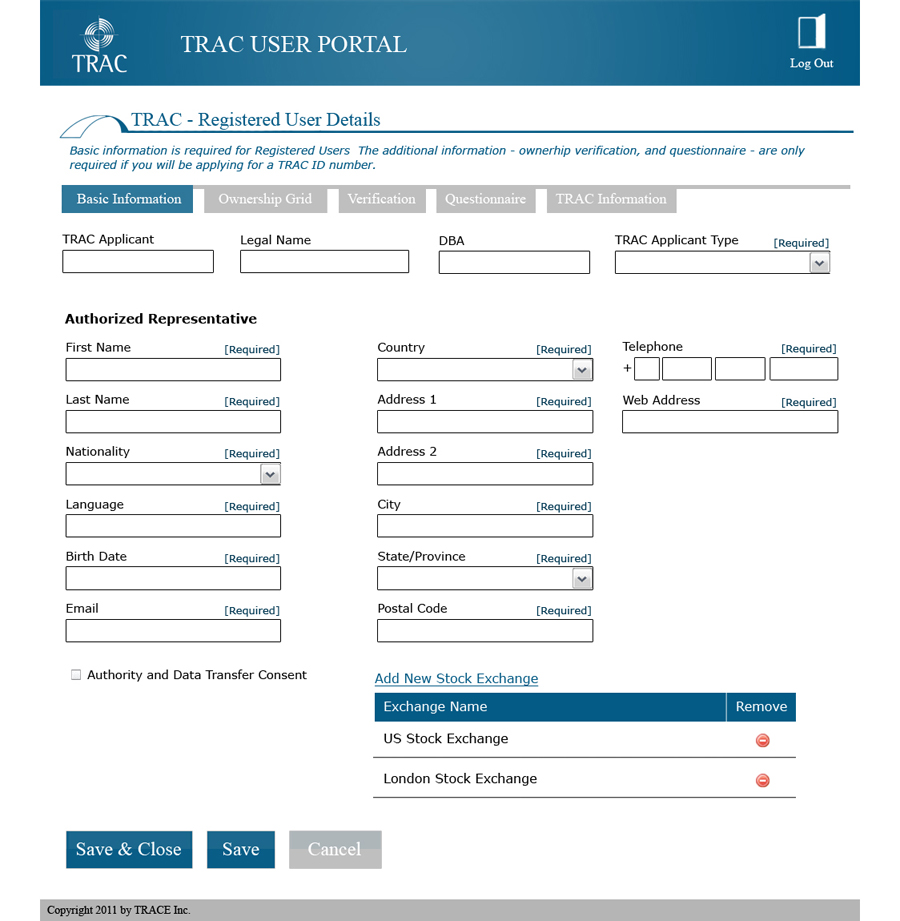 TRAC
TRAC USER PORTAL
Log Out
TRAC - Registered User Details
Basic information is required for Registered Users  The additional information - ownerhip verification, and questionnaire - are only
required if you will be applying for a TRAC ID number.
Basic Information Ownership Grid Verification Questionnaire TRAC Information
TRAC Applicant Legal Name DBA TRAC Applicant Type [Required]
Authorized Representative
First Name [Required] Country [Required] Telephone [Required]
+
Last Name [Required] Address 1 [Required] Web Address [Required]
Nationality [Required] Address 2 [Required]
Language [Required] City [Required]
Birth Date [Required] State/Province [Required]
Email [Required] Postal Code [Required]
Authority and Data Transfer Consent
Add New Stock Exchange
Exchange Name Remove
US Stock Exchange
London Stock Exchange
Save & Close Save Cancel
Copyright 2011 by TRACE Inc.